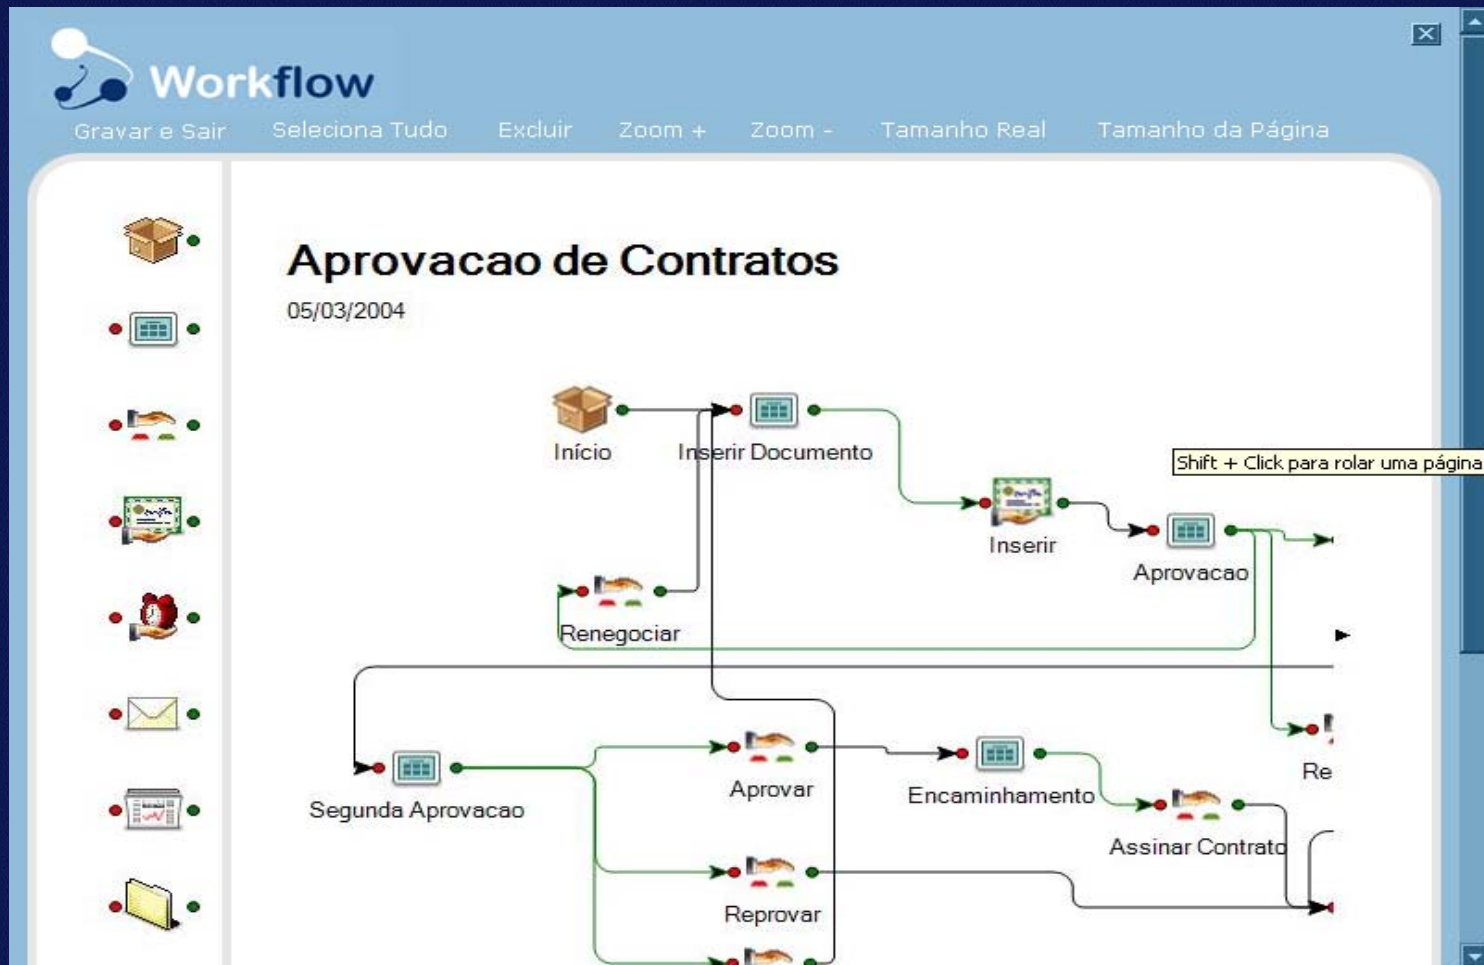 Workflow
Gravar e Sair Seleciona Tudo Excluir Zoom + Zoom - Tamanho Real Tamanho da Página
Aprovacao de Contratos
05/03/2004
Início
Inserir Documento
Shift + Click para rolar uma página
Inserir
Aprovacao
Renegociar
Re
Segunda Aprovacao
Aprovar
Encaminhamento
Assinar Contrato
Reprovar